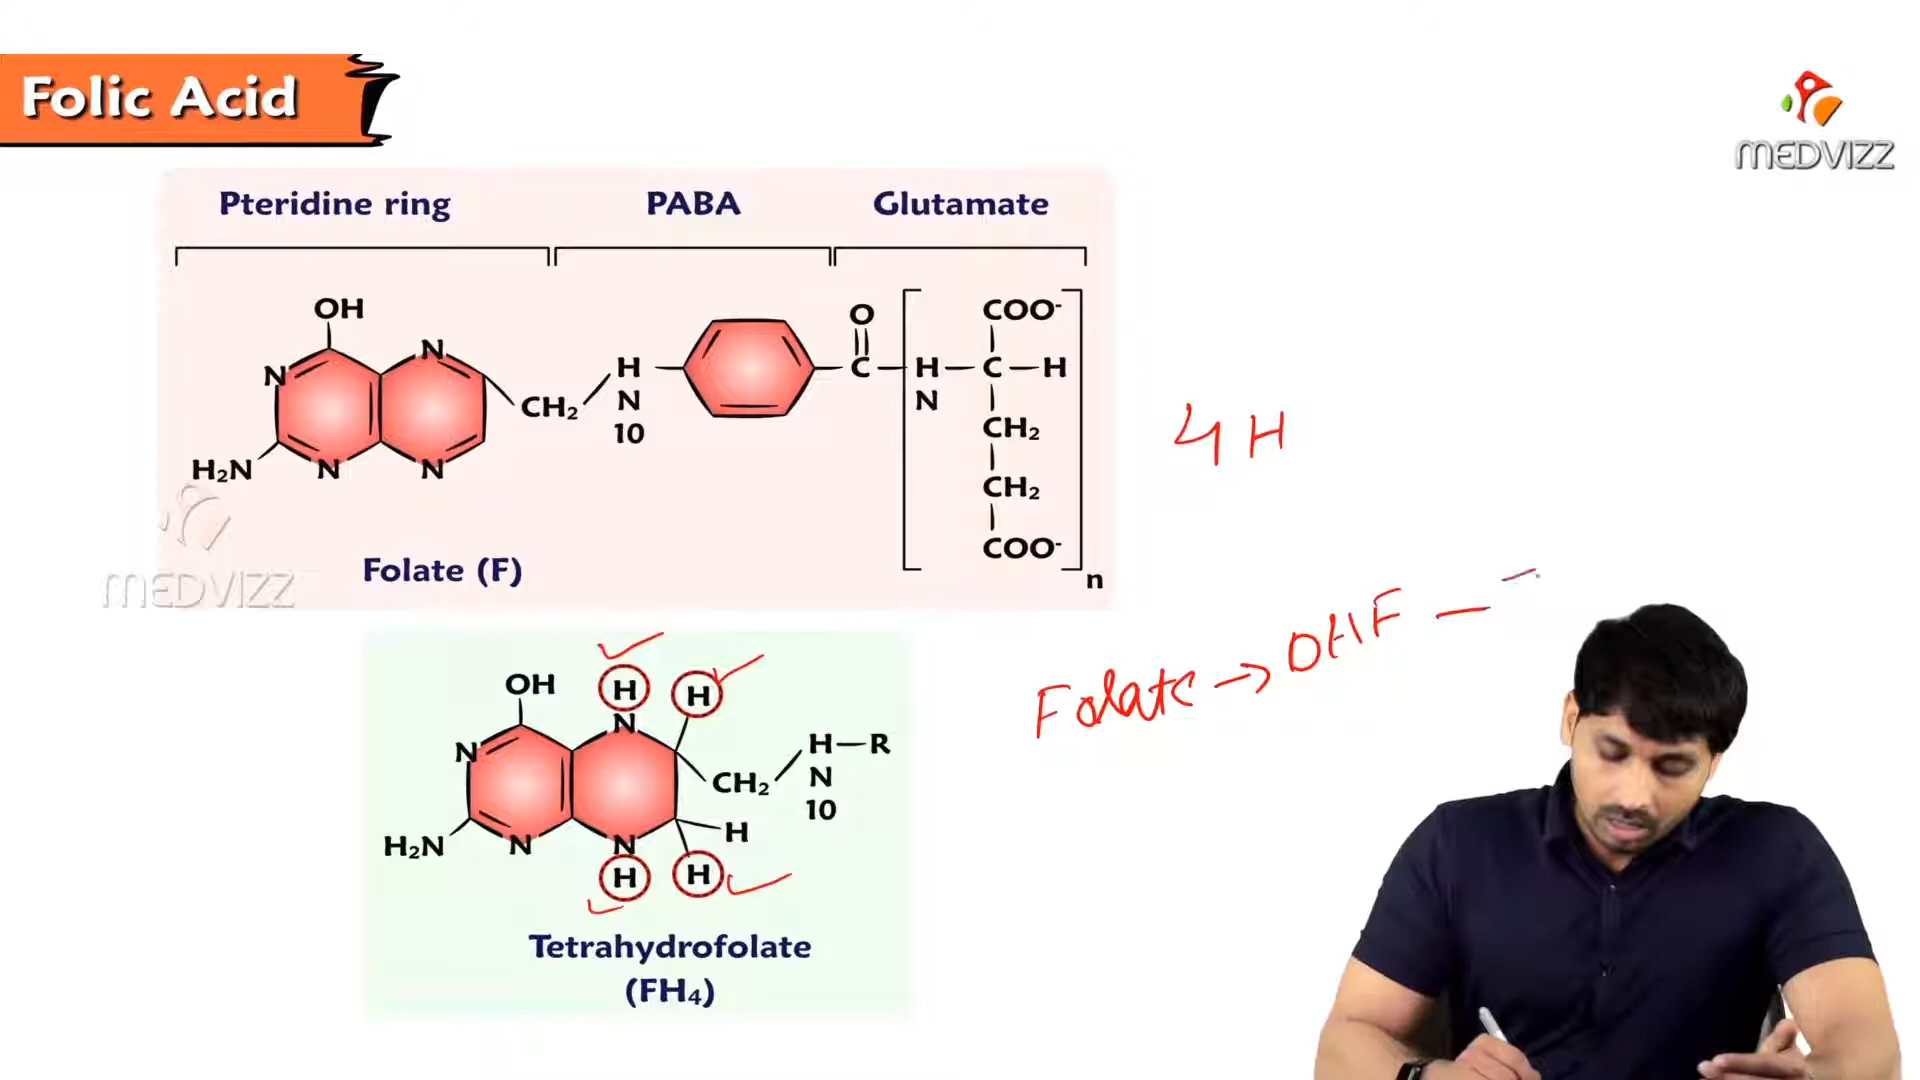 Folic Acid
MEDVIZZ
Pteridine ring PABA Glutamate
OH N N N N H₂N CH₂ H N 10 O C H N COO⁻ C H CH₂ CH₂ COO⁻ n
4H
MEDVIZZ
Folate (F)
Folate → DHF —
OH H H N N N N H₂N CH₂ H R N 10 H H H
Tetrahydrofolate
(FH₄)